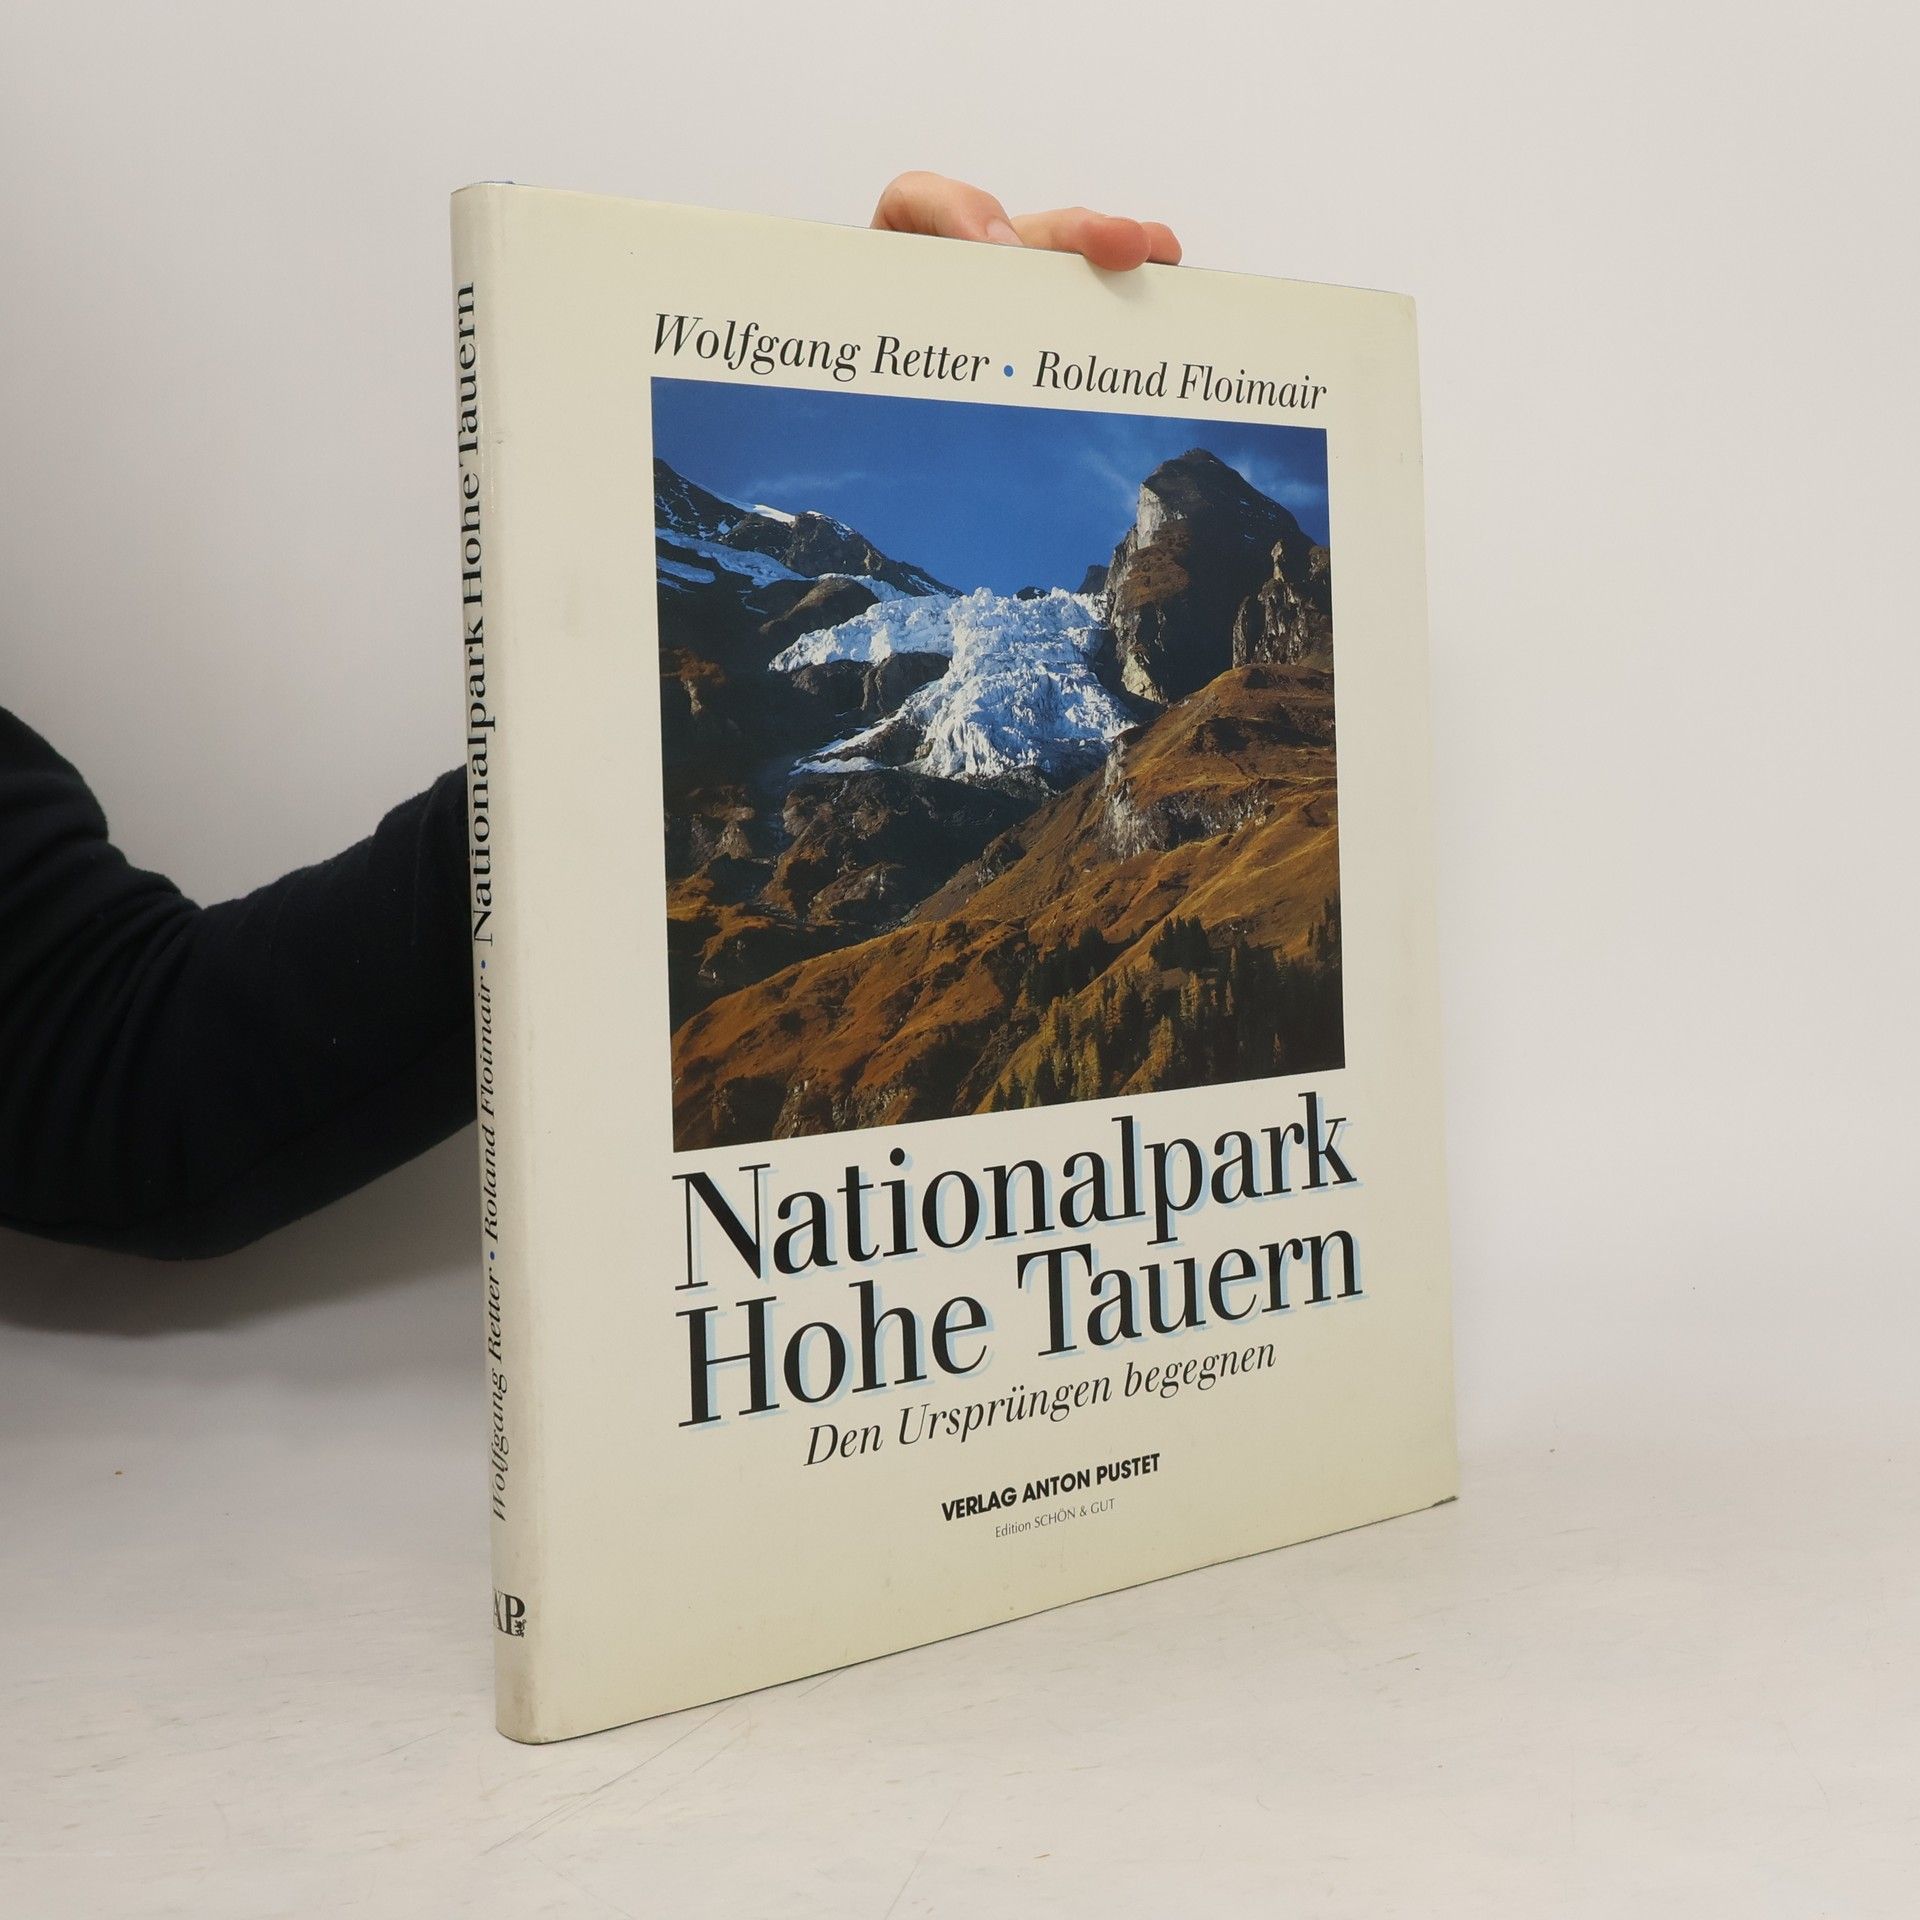 Wolfgang Retter • Roland Floimair
Nationalpark
Hohe Tauern
Den Ursprüngen begegnen
VERLAG ANTON PUSTET
Edition SCHÖN & GUT
Wolfgang Retter • Roland Floimair • Nationalpark Hohe Tauern
AP